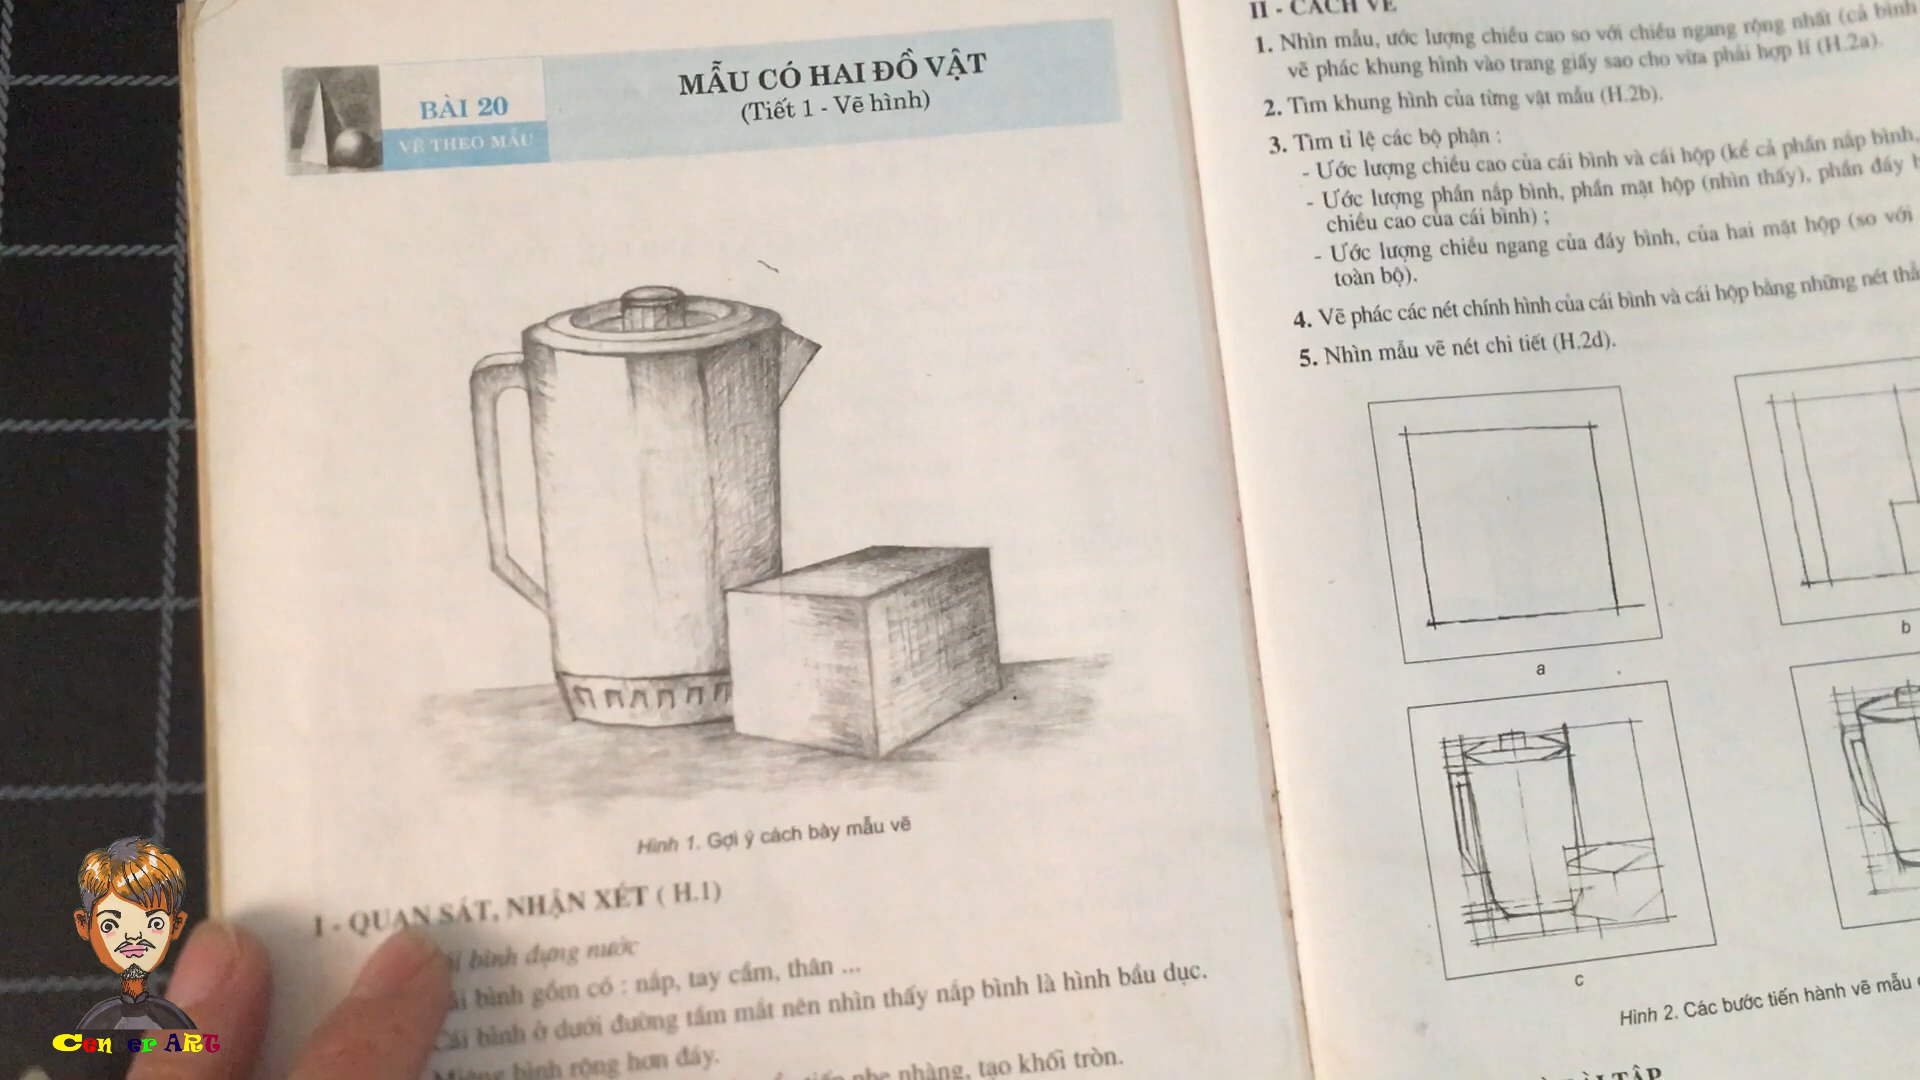 BÀI 20
VẼ THEO MẪU
MẪU CÓ HAI ĐỒ VẬT
(Tiết 1 - Vẽ hình)
Hình 1. Gợi ý cách bày mẫu vẽ
I - QUAN SÁT, NHẬN XÉT ( H.1)
bình đựng nước
bình gồm có : nắp, tay cầm, thân ...
Cái bình ở dưới đường tầm mắt nên nhìn thấy nắp bình là hình bầu dục.
Miệng bình rộng hơn đáy.
nhẹ nhàng, tạo khối tròn.
II - CÁCH VẼ
1. Nhìn mẫu, ước lượng chiều cao so với chiều ngang rộng nhất (cả bình
vẽ phác khung hình vào trang giấy sao cho vừa phải hợp lí (H.2a).
2. Tìm khung hình của từng vật mẫu (H.2b).
3. Tìm tỉ lệ các bộ phận :
- Ước lượng chiều cao của cái bình và cái hộp (kể cả phần nắp bình,
- Ước lượng phần nắp bình, phần mặt hộp (nhìn thấy), phần đáy
chiều cao của cái bình) ;
- Ước lượng chiều ngang của đáy bình, của hai mặt hộp (so với
toàn bộ).
4. Vẽ phác các nét chính hình của cái bình và cái hộp bằng những nét
5. Nhìn mẫu vẽ nét chi tiết (H.2d).
a
b
c
Hình 2. Các bước tiến hành vẽ mẫu
TẬP
Center ART